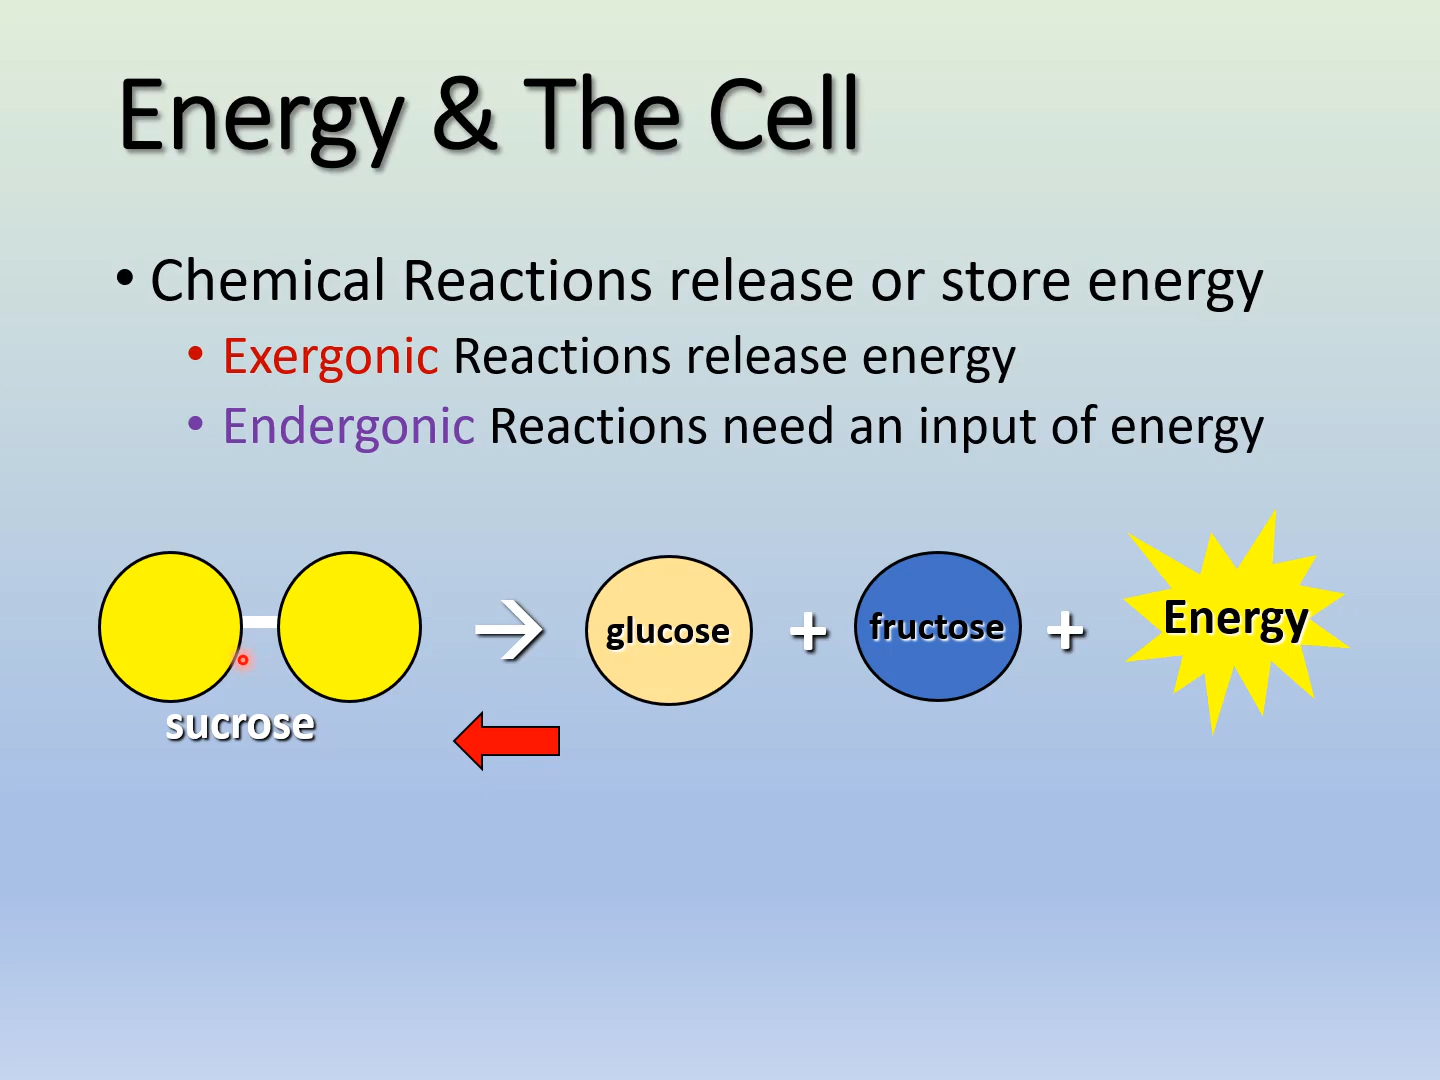 Energy & The Cell
• Chemical Reactions release or store energy
• Exergonic Reactions release energy
• Endergonic Reactions need an input of energy
sucrose → glucose + fructose + Energy